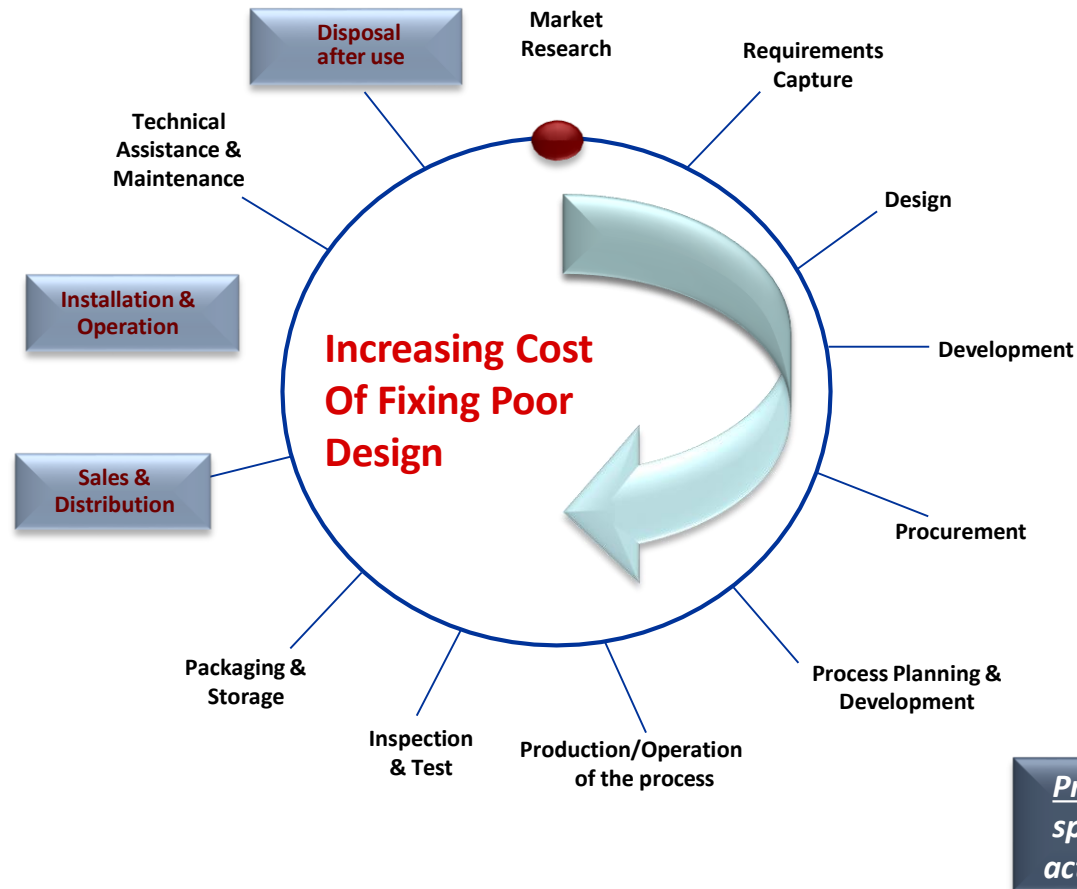 Market
Research
Requirements
Capture
Design
Development
Procurement
Process Planning &
Development
Production/Operation
of the process
Inspection
& Test
Packaging &
Storage
Sales &
Distribution
Installation &
Operation
Technical
Assistance &
Maintenance
Disposal
after use
Increasing Cost
Of Fixing Poor
Design